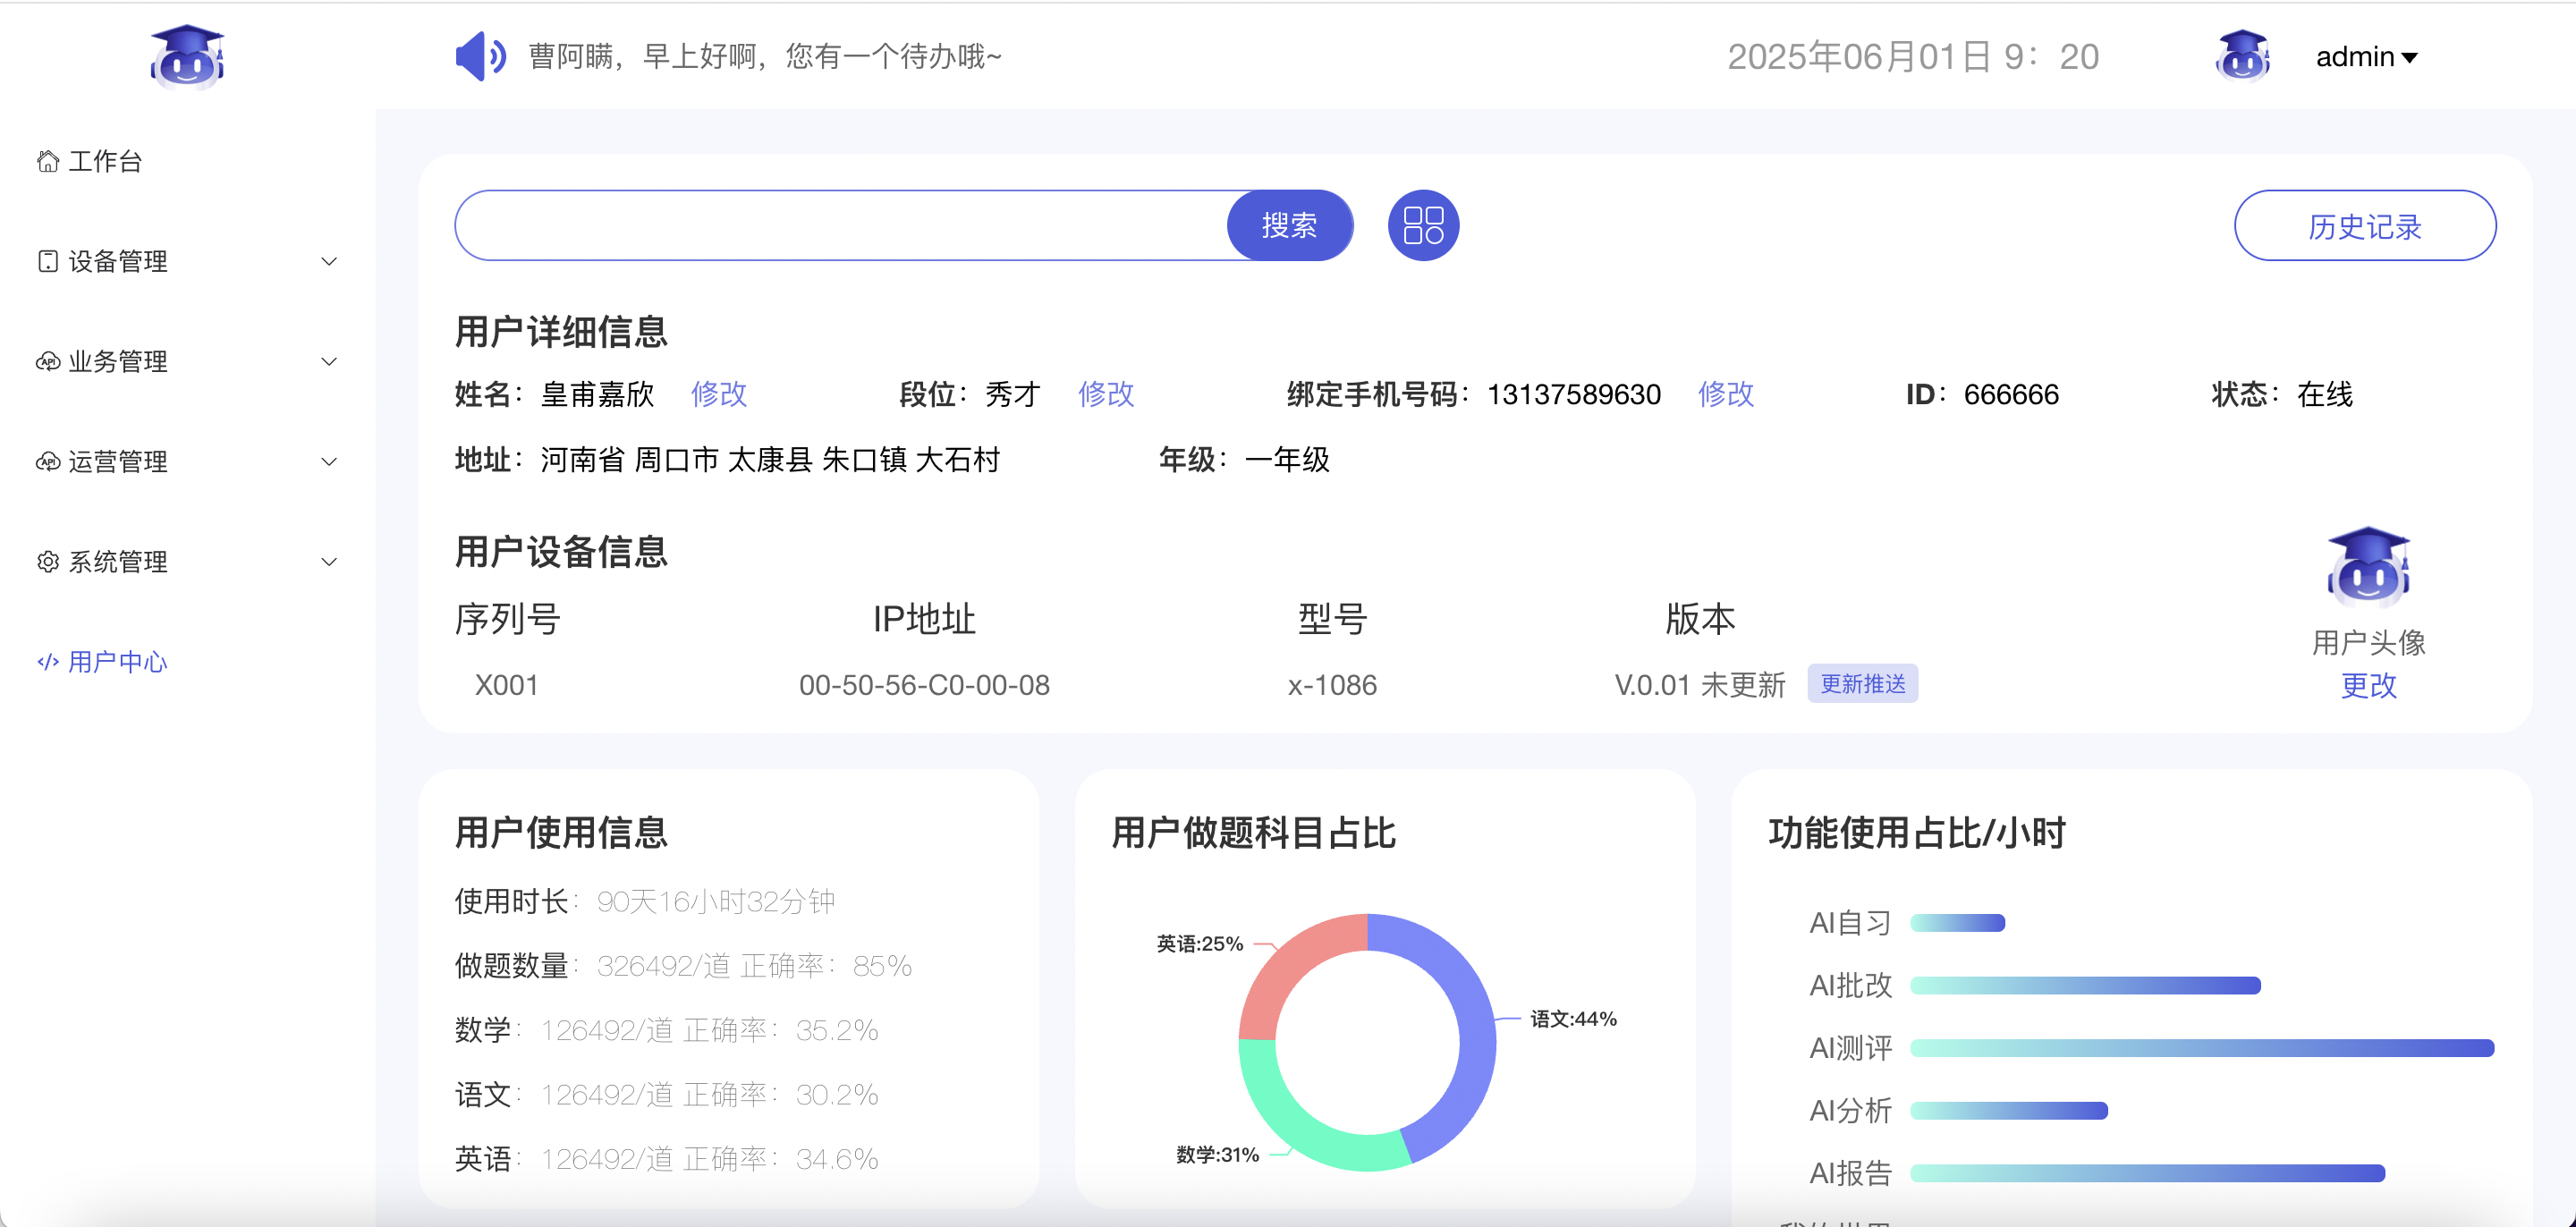 曹阿瞒，早上好啊，您有一个待办哦~
2025年06月01日 9：20
admin
工作台
设备管理
业务管理
运营管理
系统管理
用户中心
搜索
历史记录
用户详细信息
姓名：皇甫嘉欣 修改 段位：秀才 修改 绑定手机号码：13137589630 修改 ID：666666 状态：在线
地址：河南省 周口市 太康县 朱口镇 大石村 年级：一年级
用户设备信息
序列号 IP地址 型号 版本
X001 00-50-56-C0-00-08 x-1086 V.0.01 未更新 更新推送
用户头像
更改
用户使用信息
使用时长：90天16小时32分钟
做题数量：326492/道 正确率：85%
数学：126492/道 正确率：35.2%
语文：126492/道 正确率：30.2%
英语：126492/道 正确率：34.6%
用户做题科目占比
英语:25%
语文:44%
数学:31%
功能使用占比/小时
AI自习
AI批改
AI测评
AI分析
AI报告